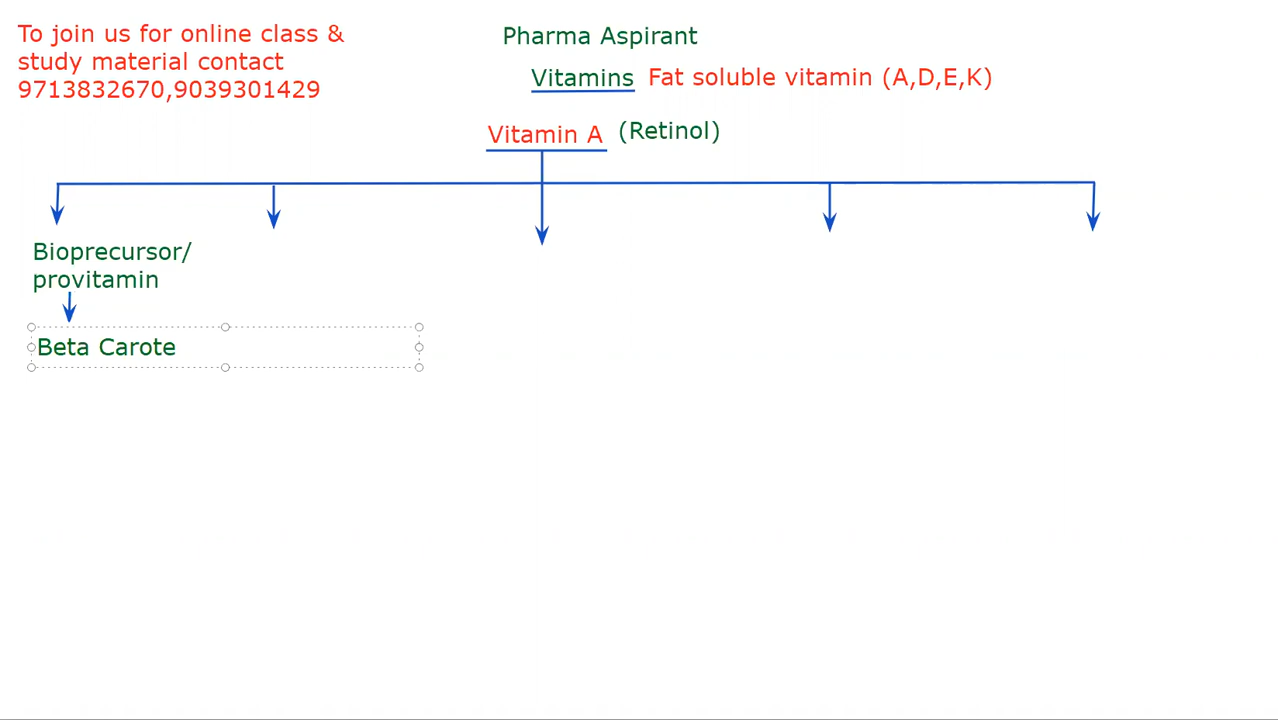 To join us for online class &
study material contact
9713832670,9039301429
Pharma Aspirant
Vitamins Fat soluble vitamin (A,D,E,K)
Vitamin A (Retinol)
Bioprecursor/
provitamin
Beta Carote